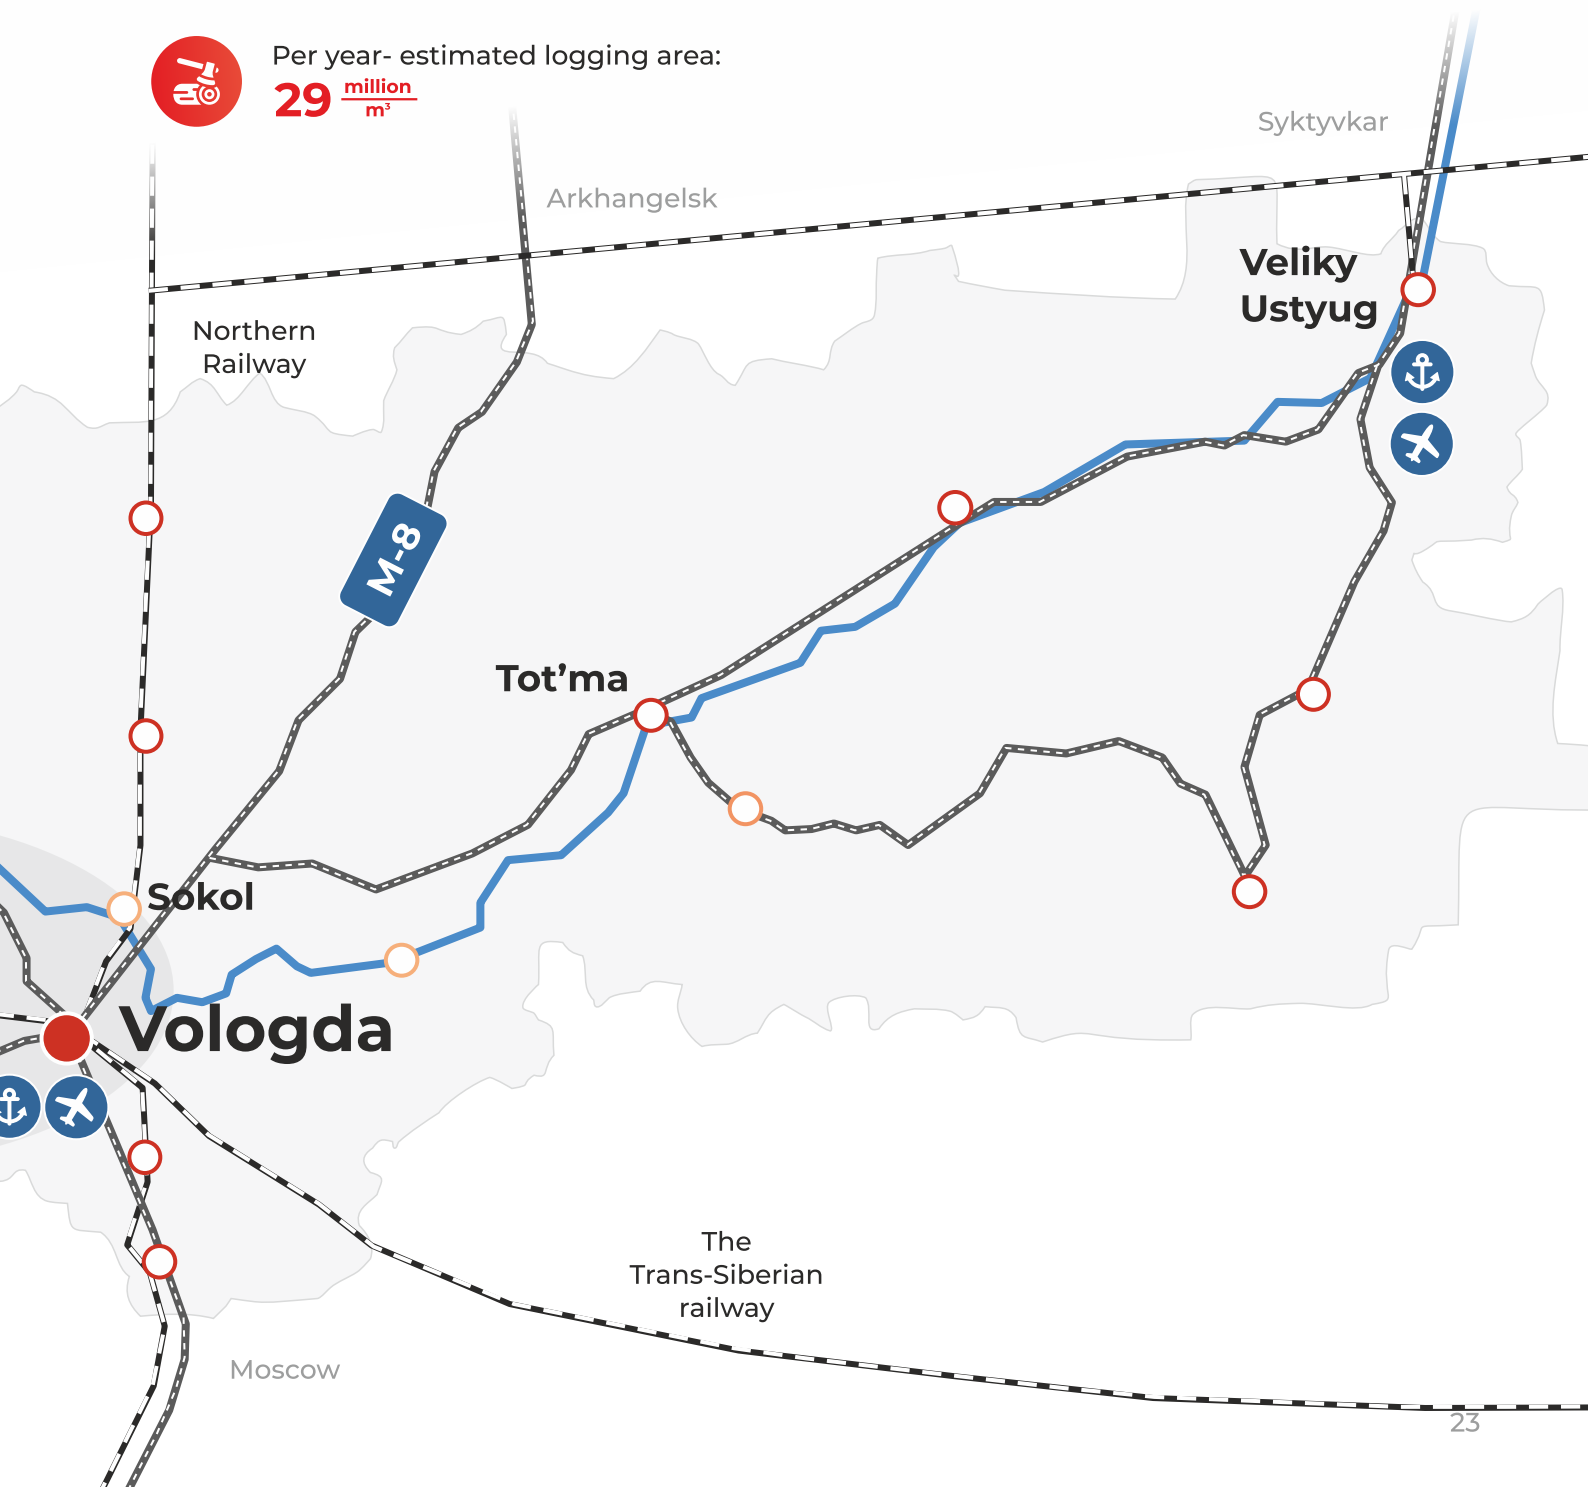 Per year- estimated logging area:
29 million
m³
Syktyvkar
Arkhangelsk
Veliky
Ustyug
Northern
Railway
M-8
Tot’ma
Sokol
Vologda
The
Trans-Siberian
railway
Moscow
23